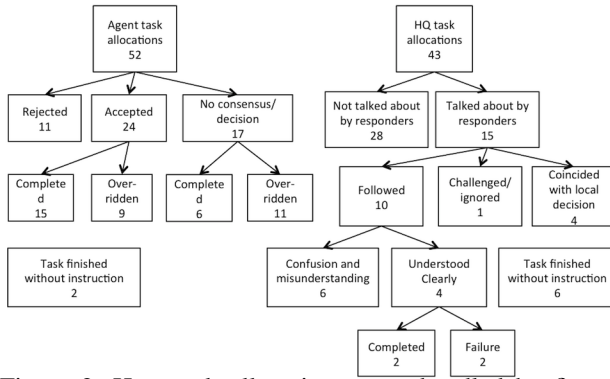 Agent task
allocations
52
HQ task
allocations
43
Rejected
11
Accepted
24
No consensus/
decision
17
Not talked about
by responders
28
Talked about by
responders
15
Complete
d
15
Over-
ridden
9
Complete
d
6
Over-
ridden
11
Followed
10
Challenged/
ignored
1
Coincided
with local
decision
4
Task finished
without instruction
2
Confusion and
misunderstanding
6
Understood
Clearly
4
Task finished
without instruction
6
Completed
2
Failure
2